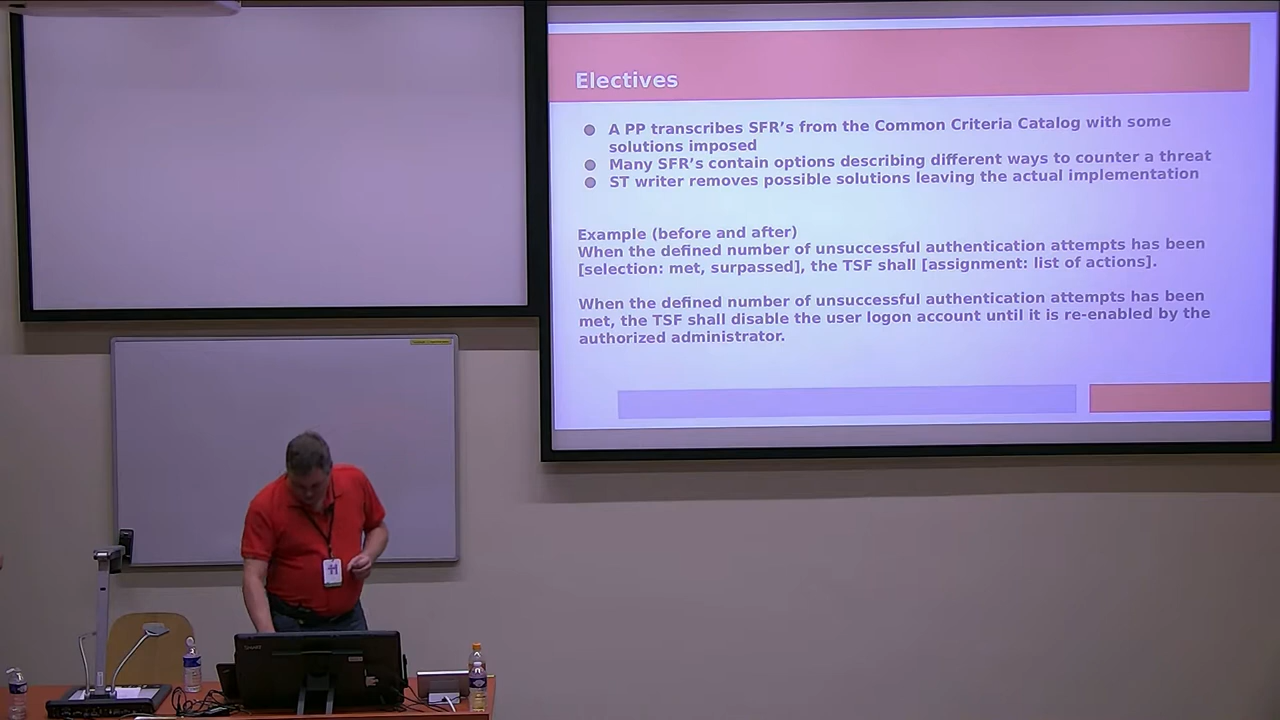 Electives
A PP transcribes SFR's from the Common Criteria Catalog with some
solutions imposed
Many SFR's contain options describing different ways to counter a threat
ST writer removes possible solutions leaving the actual implementation
Example (before and after)
When the defined number of unsuccessful authentication attempts has been
[selection: met, surpassed], the TSF shall [assignment: list of actions].
When the defined number of unsuccessful authentication attempts has been
met, the TSF shall disable the user logon account until it is re-enabled by the
authorized administrator.